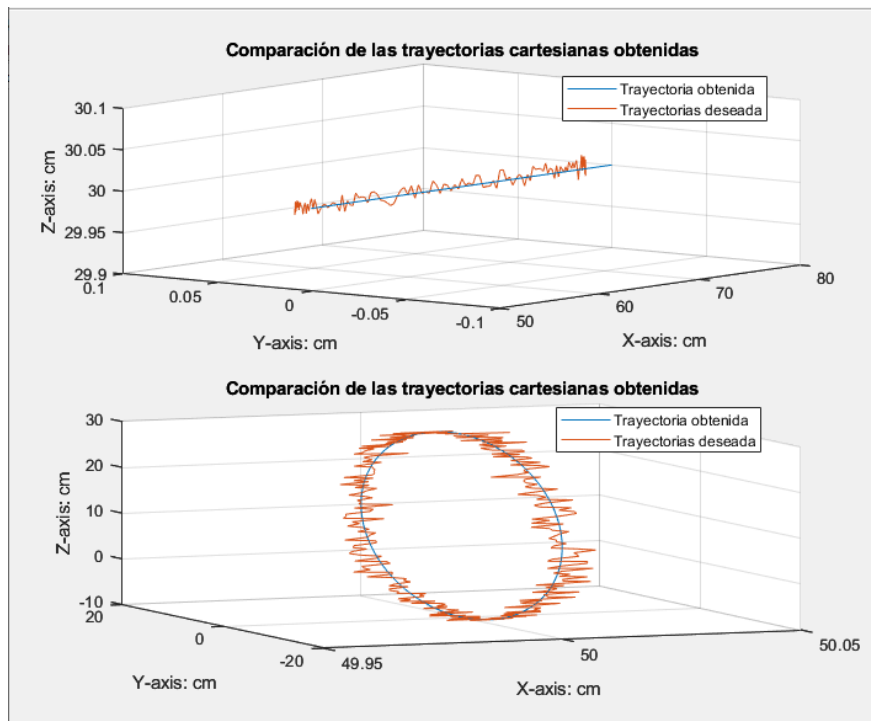 Comparación de las trayectorias cartesianas obtenidas
Trayectoria obtenida
Trayectorias deseada
30.1
30.05
30
29.95
29.9
Z-axis: cm
0.1
0.05
0
-0.05
-0.1
Y-axis: cm
50
60
70
80
X-axis: cm
Comparación de las trayectorias cartesianas obtenidas
Trayectoria obtenida
Trayectorias deseada
30
20
10
0
-10
Z-axis: cm
20
0
-20
Y-axis: cm
49.95
50
50.05
X-axis: cm